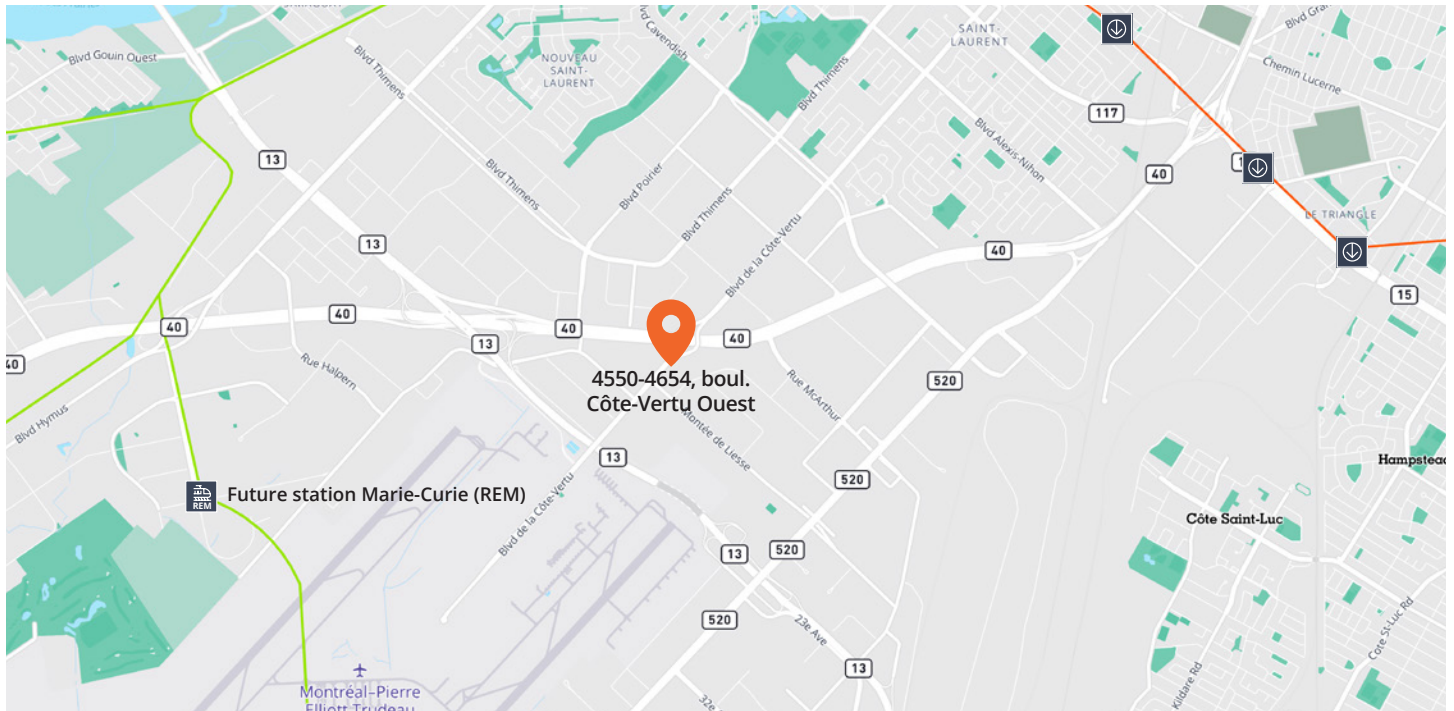 Blvd Gouin Ouest
Blvd Thimens
NOUVEAU
SAINT-
LAURENT
Blvd Cavendish
Blvd Thimens
SAINT-
LAURENT
Chemin Lucerne
117
Blvd Alexis-Nihon
13
Blvd Thimens
Blvd Poirier
Blvd Thimens
40
LE TRIANGLE
13
Blvd de la Côte-Vertu
40
15
40
40
40
40
13
40
Rue Halpern
4550-4654, boul.
Côte-Vertu Ouest
Rue McArthur
520
Blvd Hymus
Montée de Liesse
13
Hampstead
520
REM
Future station Marie-Curie (REM)
Blvd de la Côte-Vertu
Côte Saint-Luc
13
520
520
23e Ave
13
Cote St-Luc Rd
Kildare Rd
Montréal–Pierre
Elliott Trudeau
32e